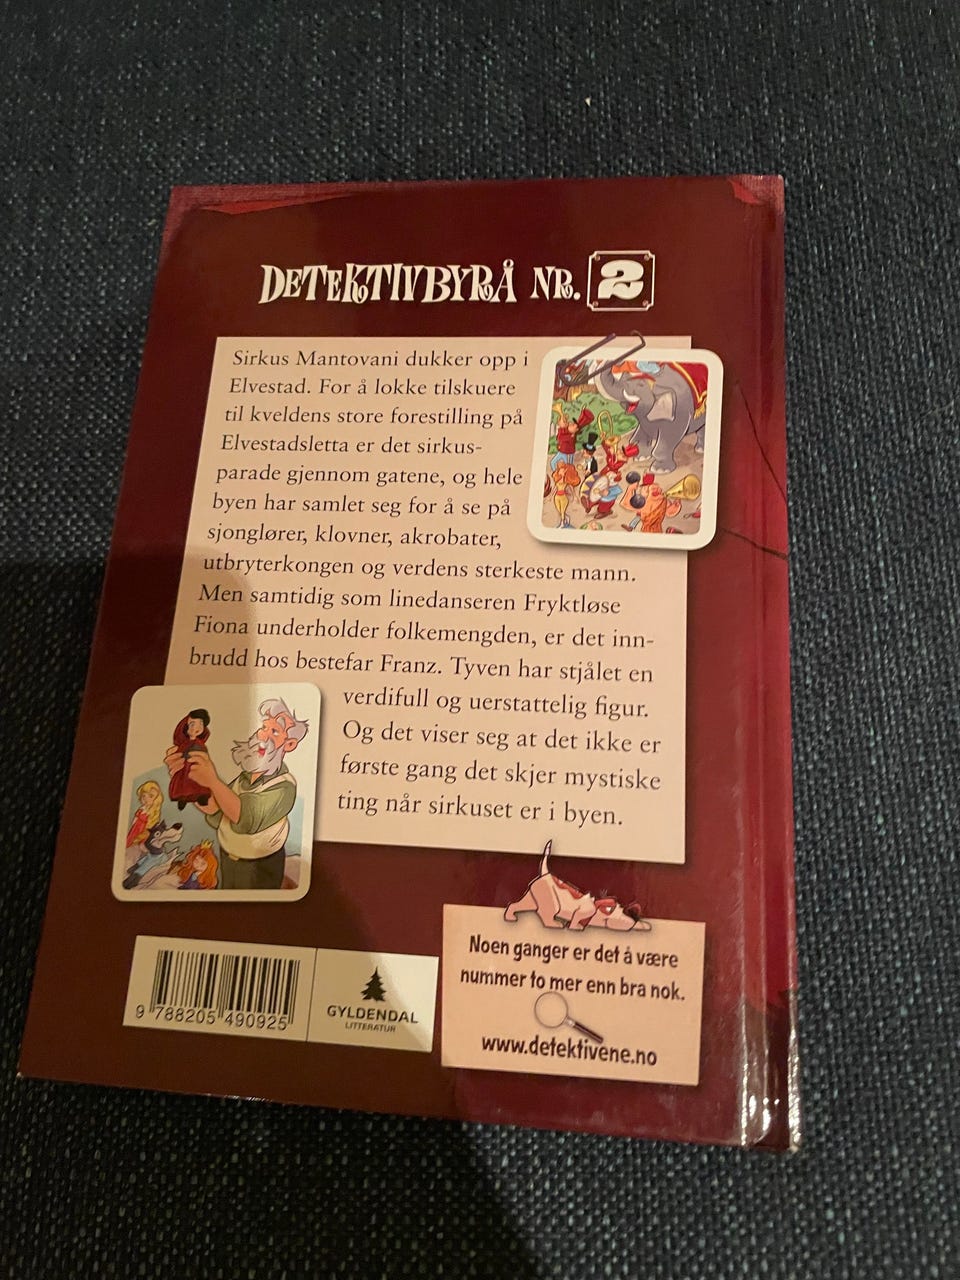 DETEKTIVBYRÅ NR. 2
Sirkus Mantovani dukker opp i
Elvestad. For å lokke tilskuere
til kveldens store forestilling på
Elvestadsletta er det sirkus-
parade gjennom gatene, og hele
byen har samlet seg for å se på
sjonglører, klovner, akrobater,
utbryterkongen og verdens sterkeste mann.
Men samtidig som linedanseren Fryktløse
Fiona underholder folkemengden, er det inn-
brudd hos bestefar Franz. Tyven har stjålet en
verdifull og uerstattelig figur.
Og det viser seg at det ikke er
første gang det skjer mystiske
ting når sirkuset er i byen.
Noen ganger er det å være
nummer to mer enn bra nok.
www.detektivene.no
9 788205 490925
GYLDENDAL
LITTERATUR